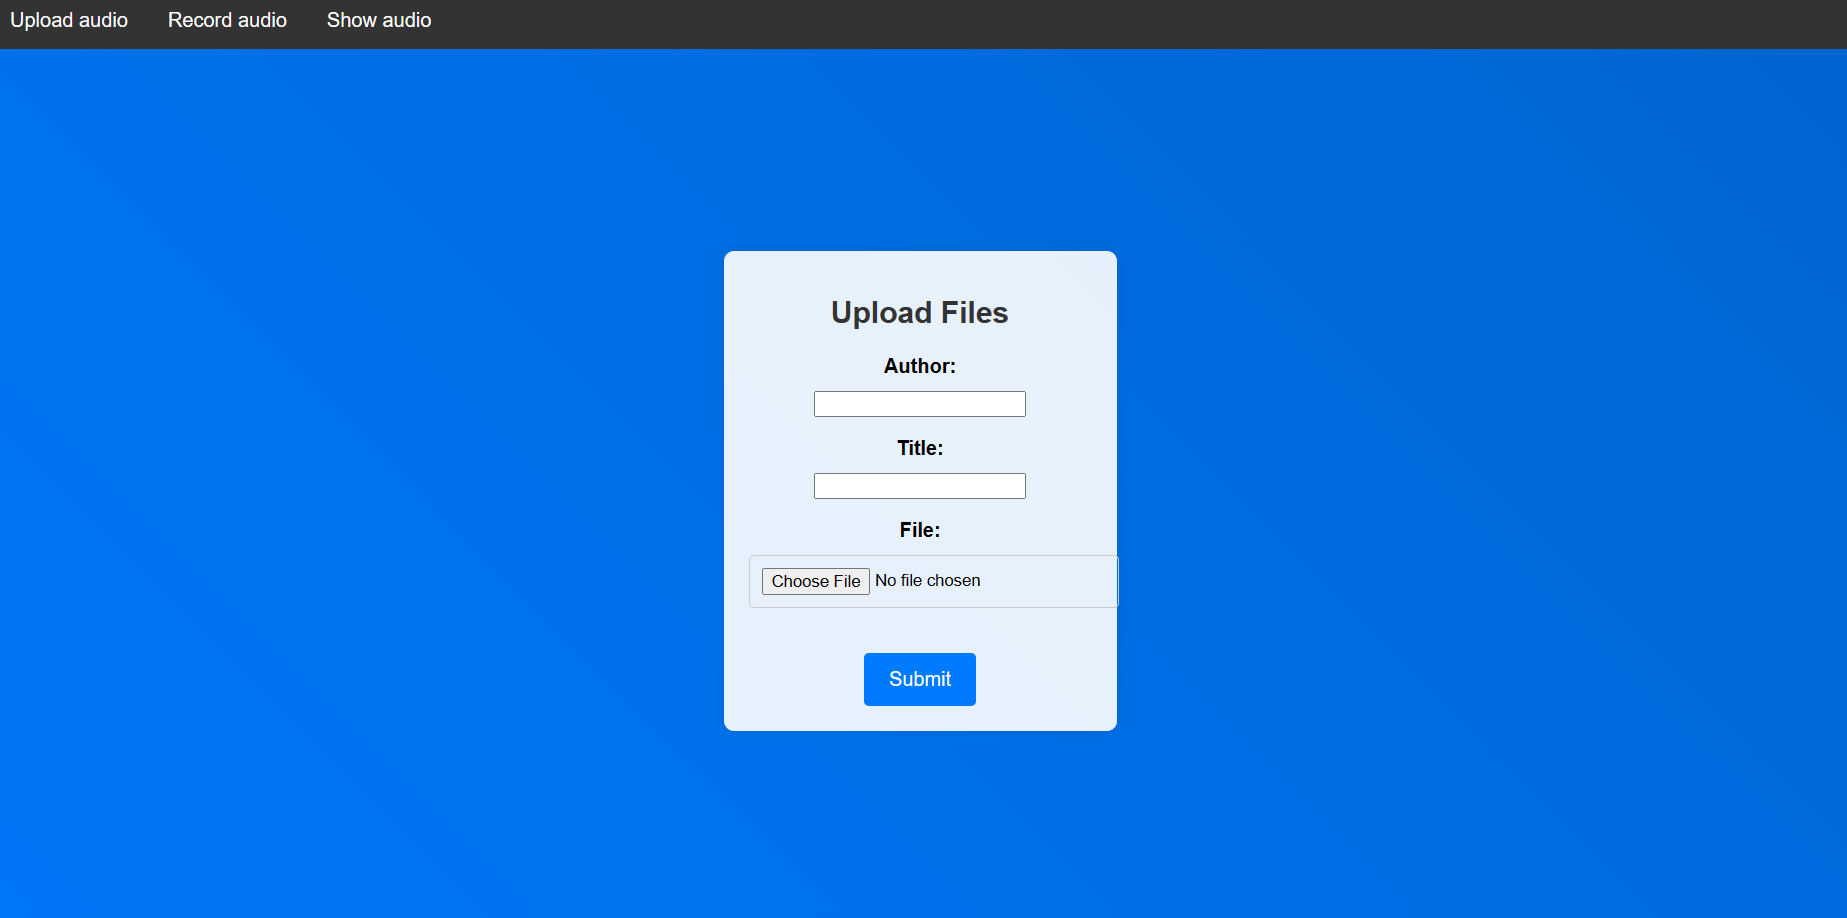 Upload audio Record audio Show audio
Upload Files
Author:
Title:
File:
Choose File No file chosen
Submit